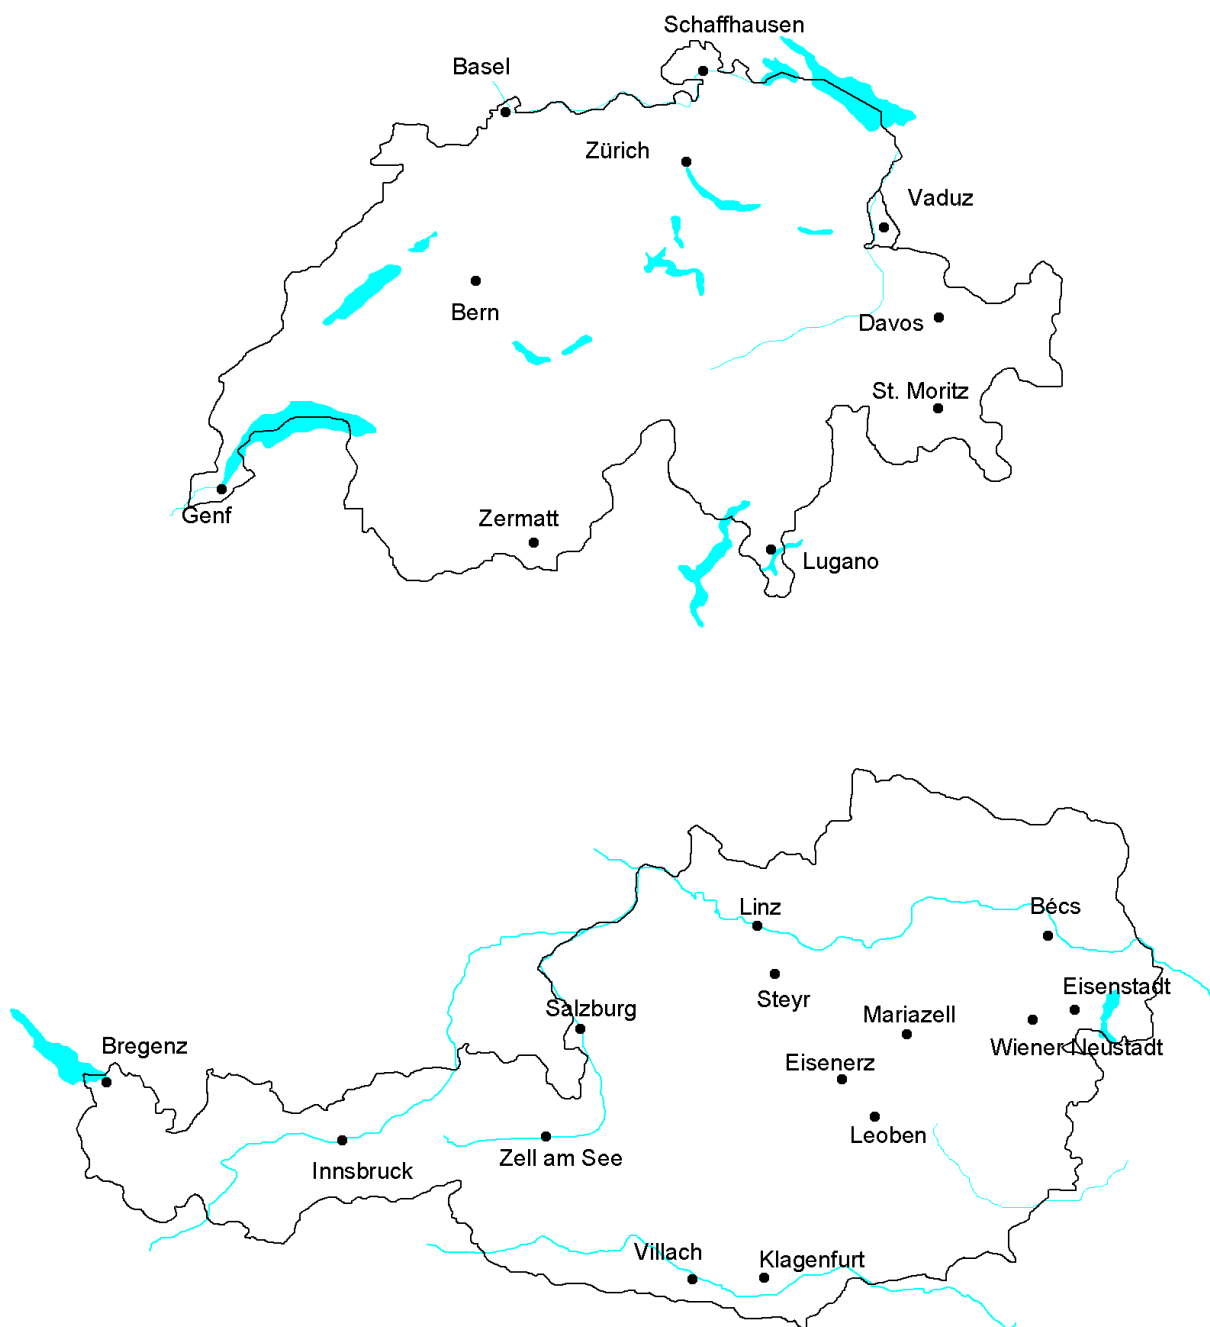 Schaffhausen
Basel
Zürich
Vaduz
Bern
Davos
St. Moritz
Genf
Zermatt
Lugano
Linz
Bécs
Steyr
Eisenstadt
Salzburg
Mariazell
Wiener Neustadt
Bregenz
Eisenerz
Leoben
Zell am See
Innsbruck
Villach
Klagenfurt